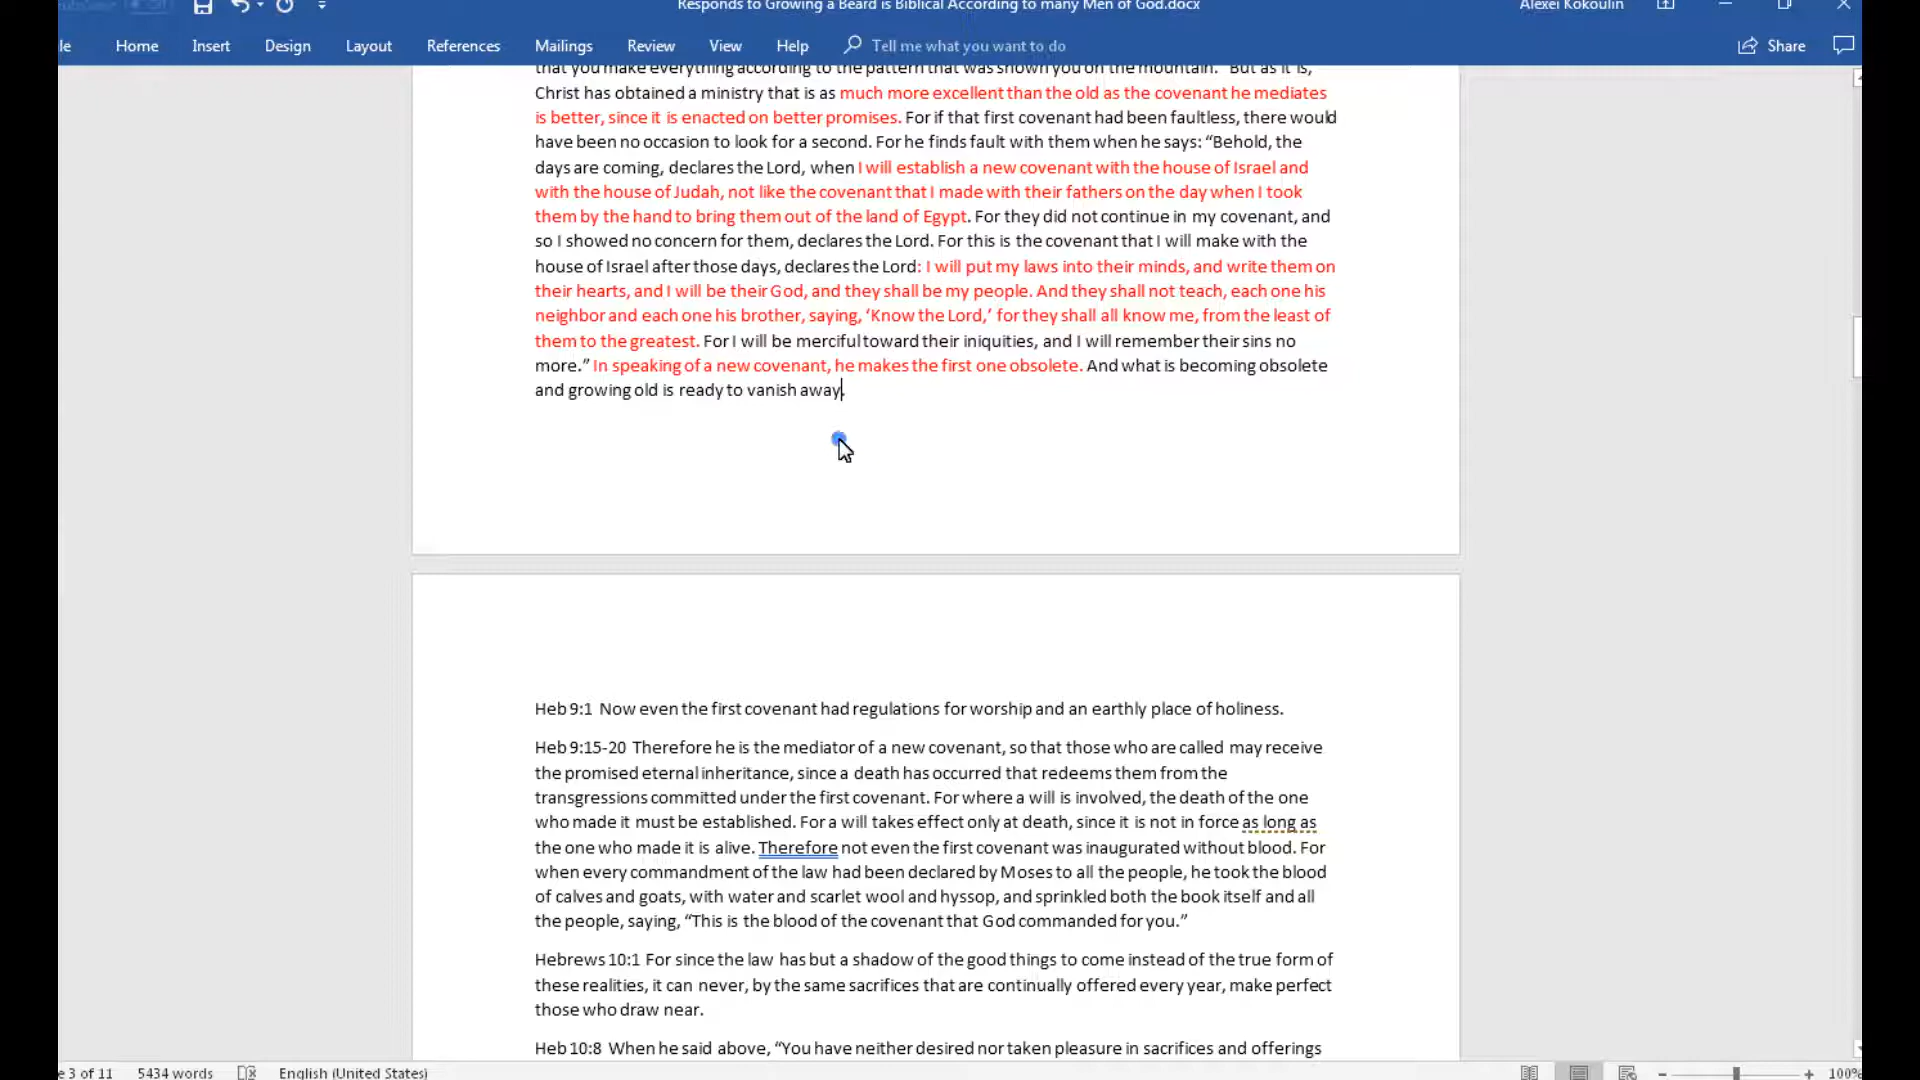 Responds to Growing a Beard is Biblical According to many Men of God.docx
Alexei Kokoulin
le Home Insert Design Layout References Mailings Review View Help Tell me what you want to do Share
that you make everything according to the pattern that was shown you on the mountain.” But as it is,
Christ has obtained a ministry that is as much more excellent than the old as the covenant he mediates
is better, since it is enacted on better promises. For if that first covenant had been faultless, there would
have been no occasion to look for a second. For he finds fault with them when he says: “Behold, the
days are coming, declares the Lord, when I will establish a new covenant with the house of Israel and
with the house of Judah, not like the covenant that I made with their fathers on the day when I took
them by the hand to bring them out of the land of Egypt. For they did not continue in my covenant, and
so I showed no concern for them, declares the Lord. For this is the covenant that I will make with the
house of Israel after those days, declares the Lord: I will put my laws into their minds, and write them on
their hearts, and I will be their God, and they shall be my people. And they shall not teach, each one his
neighbor and each one his brother, saying, ‘Know the Lord,’ for they shall all know me, from the least of
them to the greatest. For I will be merciful toward their iniquities, and I will remember their sins no
more.” In speaking of a new covenant, he makes the first one obsolete. And what is becoming obsolete
and growing old is ready to vanish away.
Heb 9:1 Now even the first covenant had regulations for worship and an earthly place of holiness.
Heb 9:15-20 Therefore he is the mediator of a new covenant, so that those who are called may receive
the promised eternal inheritance, since a death has occurred that redeems them from the
transgressions committed under the first covenant. For where a will is involved, the death of the one
who made it must be established. For a will takes effect only at death, since it is not in force as long as
the one who made it is alive. Therefore not even the first covenant was inaugurated without blood. For
when every commandment of the law had been declared by Moses to all the people, he took the blood
of calves and goats, with water and scarlet wool and hyssop, and sprinkled both the book itself and all
the people, saying, “This is the blood of the covenant that God commanded for you.”
Hebrews 10:1 For since the law has but a shadow of the good things to come instead of the true form of
these realities, it can never, by the same sacrifices that are continually offered every year, make perfect
those who draw near.
Heb 10:8 When he said above, “You have neither desired nor taken pleasure in sacrifices and offerings
e 3 of 11 5434 words English (United States) 100%